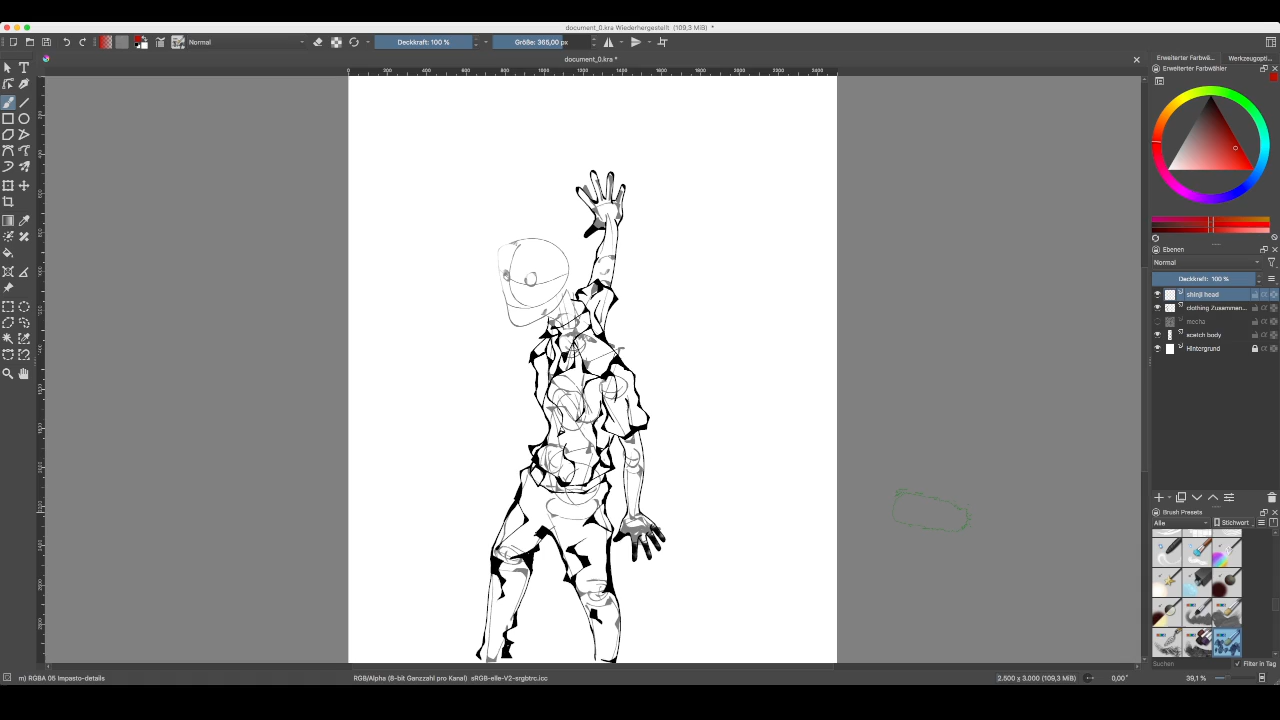 document_0.kra Wiederhergestellt (109,3 MiB) *
Normal
Deckkraft: 100 %
Größe: 365,00 px
document_0.kra *
Erweiterter Farbwä...
Werkzeugopti...
Erweiterter Farbwähler
Ebenen
Normal
Deckkraft: 100 %
shinji head
clothing Zusammen...
mecha
scetch body
Hintergrund
Brush Presets
Alle
Stichwort
Suchen
Filter in Tag
m) RGBA 05 Impasto-details
RGB/Alpha (8-bit Ganzzahl pro Kanal) sRGB-elle-V2-srgbtrc.icc
2.500 x 3.000 (109,3 MiB)
0,00°
39,1 %